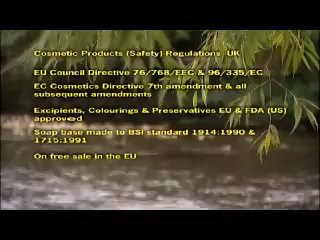 Cosmetic Products (Safety) Regulations, UK
EU Council Directive 76/768/EEC & 96/335/EC
EC Cosmetics Directive 7th amendment & all
subsequent amendments
Excipients, Colourings & Preservatives EU & FDA (US)
approved
Soap base made to BSI standard 1914:1990 &
1715:1991
On free sale in the EU